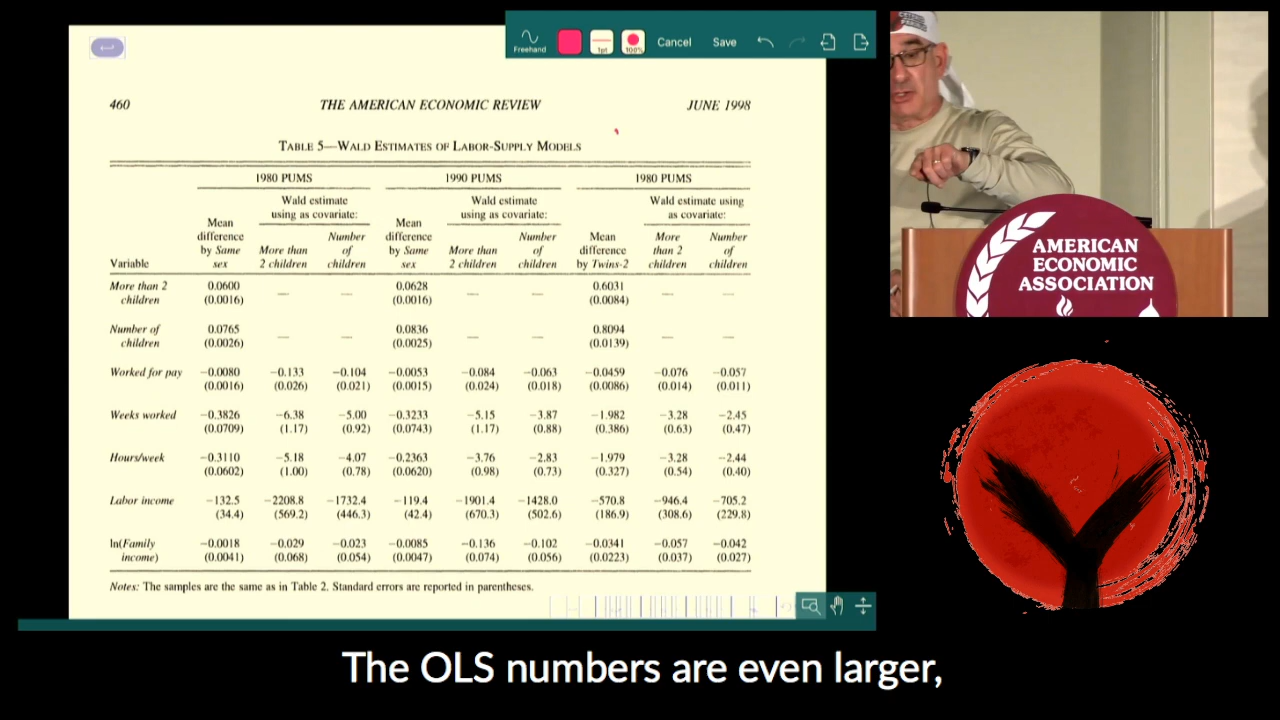 Freehand 1pt 100% Cancel Save
460 THE AMERICAN ECONOMIC REVIEW JUNE 1998
TABLE 5—WALD ESTIMATES OF LABOR-SUPPLY MODELS
1980 PUMS 1990 PUMS 1980 PUMS
Wald estimate Wald estimate Wald estimate using
using as covariate: using as covariate: as covariate:
Mean Mean
difference Number difference Number Mean More Number
by Same More than of by Same More than of difference than 2 of
Variable sex 2 children children sex 2 children children by Twins-2 children children
More than 2 0.0600 — — 0.0628 — — 0.6031 — —
children (0.0016) (0.0016) (0.0084)
Number of 0.0765 — — 0.0836 — — 0.8094 — —
children (0.0026) (0.0025) (0.0139)
Worked for pay −0.0080 −0.133 −0.104 −0.0053 −0.084 −0.063 −0.0459 −0.076 −0.057
(0.0016) (0.026) (0.021) (0.0015) (0.024) (0.018) (0.0086) (0.014) (0.011)
Weeks worked −0.3826 −6.38 −5.00 −0.3233 −5.15 −3.87 −1.982 −3.28 −2.45
(0.0709) (1.17) (0.92) (0.0743) (1.17) (0.88) (0.386) (0.63) (0.47)
Hours/week −0.3110 −5.18 −4.07 −0.2363 −3.76 −2.83 −1.979 −3.28 −2.44
(0.0602) (1.00) (0.78) (0.0620) (0.98) (0.73) (0.327) (0.54) (0.40)
Labor income −132.5 −2208.8 −1732.4 −119.4 −1901.4 −1428.0 −570.8 −946.4 −705.2
(34.4) (569.2) (446.3) (42.4) (670.3) (502.6) (186.9) (308.6) (229.8)
ln(Family −0.0018 −0.029 −0.023 −0.0085 −0.136 −0.102 −0.0341 −0.057 −0.042
income) (0.0041) (0.068) (0.054) (0.0047) (0.074) (0.056) (0.0223) (0.037) (0.027)
Notes: The samples are the same as in Table 2. Standard errors are reported in parentheses.
AMERICAN
ECONOMIC
ASSOCIATION
The OLS numbers are even larger,